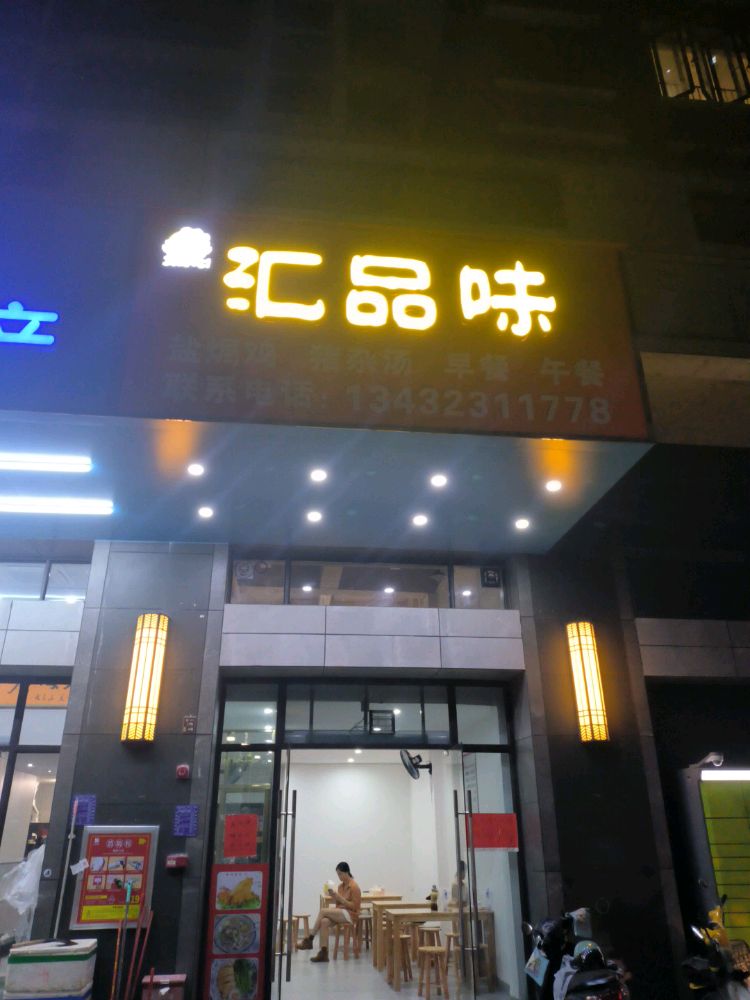 汇品味
盐焗鸡 猪杂汤 早餐 午餐
联系电话：13432311778
立